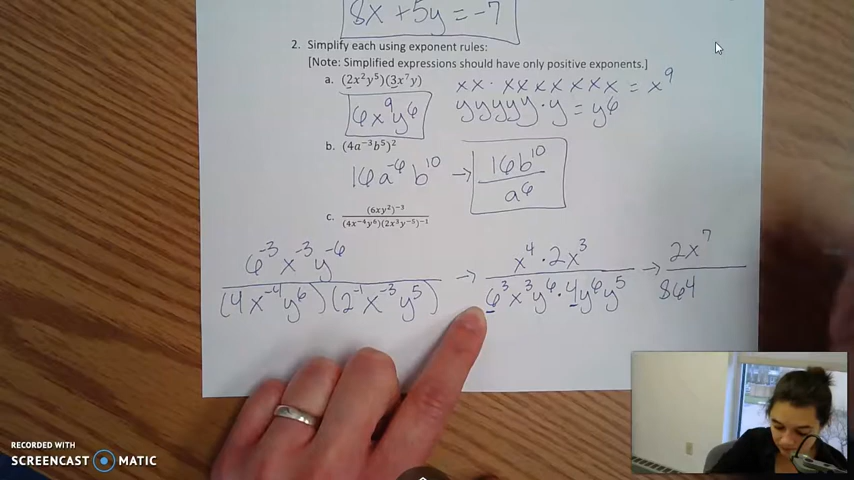 8x + 5y = -7
2. Simplify each using exponent rules:
[Note: Simplified expressions should have only positive exponents.]
a. (2x²y⁵)(3x⁷y)
xx · xxxxxxx = x⁹
yyyyy · y = y⁶
6x⁹y⁶
b. (4a⁻³b⁵)²
16a⁻⁶b¹⁰ → 16b¹⁰/a⁶
c. (6xy²)⁻³/(4x⁻⁴y⁶)(2x³y⁻⁵)⁻¹
6⁻³x⁻³y⁻⁶/(4x⁻⁴y⁶)(2⁻¹x⁻³y⁵) → x⁴·2x³/6³x³y⁶·4y⁶y⁵ → 2x⁷/864
RECORDED WITH
SCREENCAST MATIC